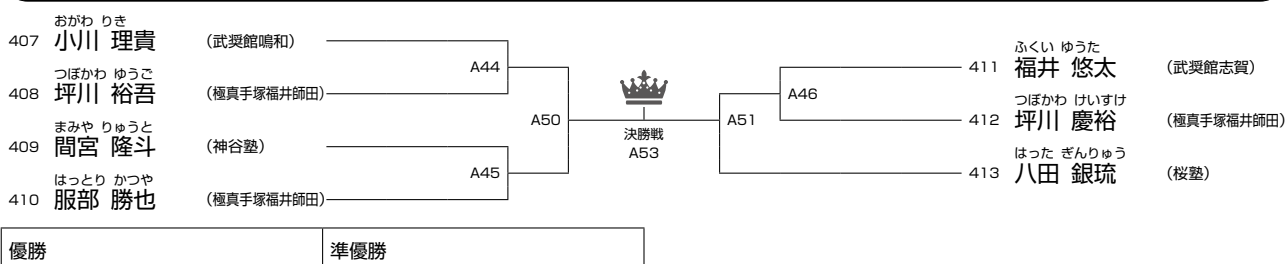 おがわ りき
407 小川 理貴 (武奨館鳴和)
A44
つぼかわ ゆうご
408 坪川 裕吾 (極真手塚福井師田)
A50
まみや りゅうと
409 間宮 隆斗 (神谷塾)
A45
はっとり かつや
410 服部 勝也 (極真手塚福井師田)
決勝戦
A53
ふくい ゆうた
411 福井 悠太 (武奨館志賀)
A46
つぼかわ けいすけ
412 坪川 慶裕 (極真手塚福井師田)
A51
はった ぎんりゅう
413 八田 銀琉 (桜塾)
優勝 準優勝